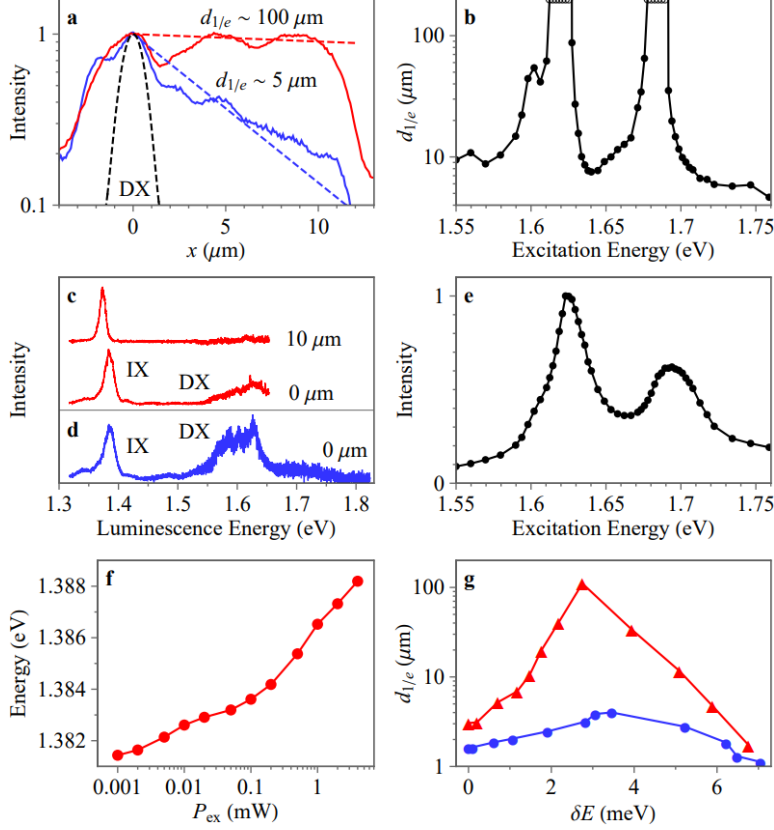 a
d1/e ~ 100 μm
d1/e ~ 5 μm
DX
Intensity
1
0.1
0
5
10
x (μm)
b
d1/e (μm)
100
10
1.55
1.6
1.65
1.7
1.75
Excitation Energy (eV)
c
10 μm
IX
DX
0 μm
d
IX
DX
0 μm
Intensity
1.3
1.4
1.5
1.6
1.7
1.8
Luminescence Energy (eV)
e
Intensity
1
0
1.55
1.6
1.65
1.7
1.75
Excitation Energy (eV)
f
Energy (eV)
1.388
1.386
1.384
1.382
0.001
0.01
0.1
1
Pex (mW)
g
d1/e (μm)
100
10
1
0
2
4
6
δE (meV)